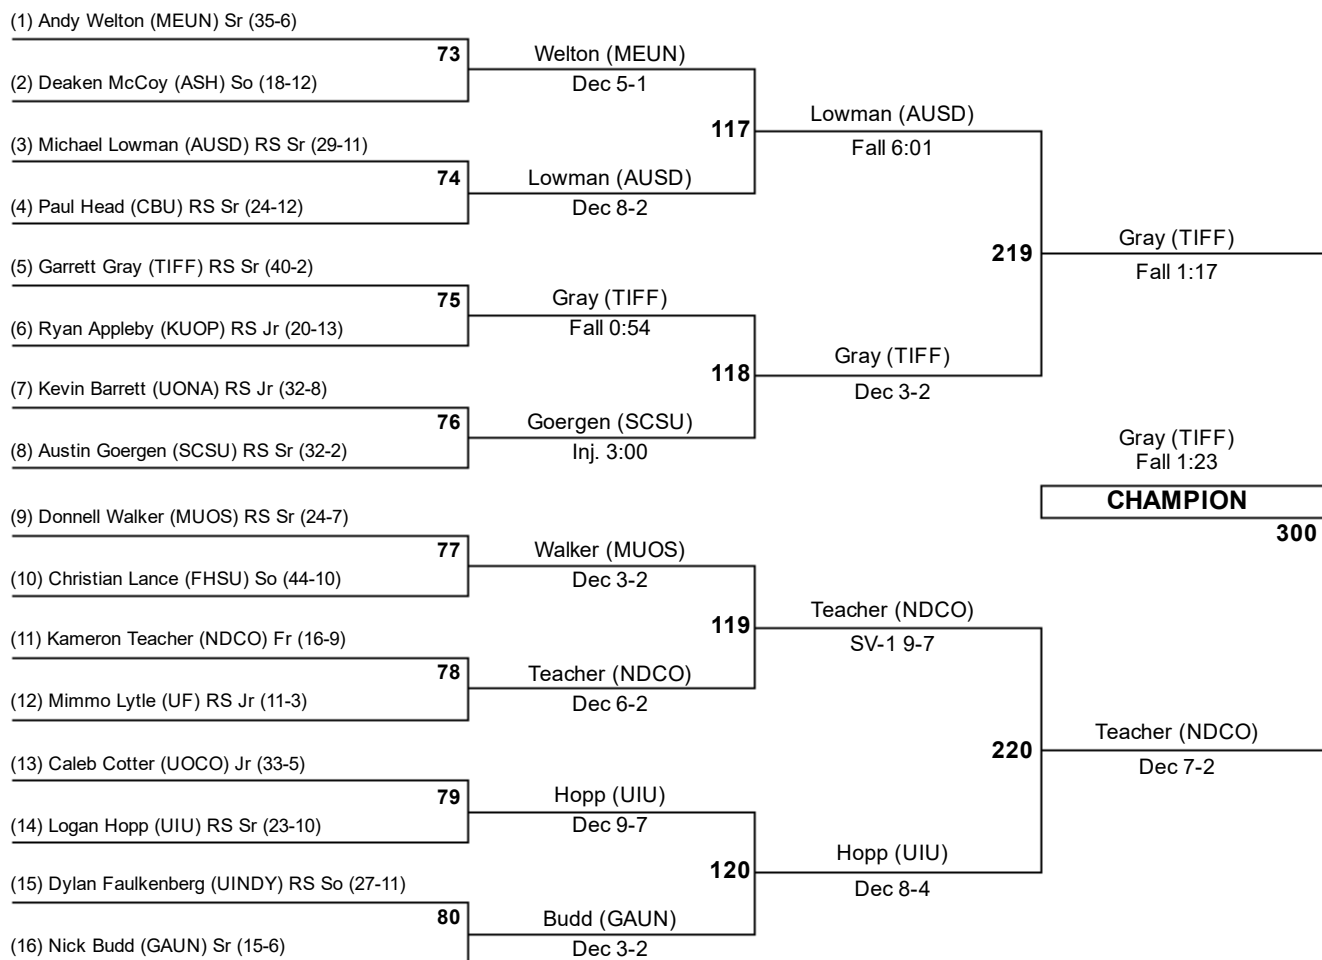 (1) Andy Welton (MEUN) Sr (35-6)
73
(2) Deaken McCoy (ASH) So (18-12)
Welton (MEUN)
Dec 5-1
117
(3) Michael Lowman (AUSD) RS Sr (29-11)
74
(4) Paul Head (CBU) RS Sr (24-12)
Lowman (AUSD)
Dec 8-2
Lowman (AUSD)
Fall 6:01
219
(5) Garrett Gray (TIFF) RS Sr (40-2)
75
(6) Ryan Appleby (KUOP) RS Jr (20-13)
Gray (TIFF)
Fall 0:54
118
(7) Kevin Barrett (UONA) RS Jr (32-8)
76
(8) Austin Goergen (SCSU) RS Sr (32-2)
Goergen (SCSU)
Inj. 3:00
Gray (TIFF)
Dec 3-2
Gray (TIFF)
Fall 1:17
Gray (TIFF)
Fall 1:23
CHAMPION
300
(9) Donnell Walker (MUOS) RS Sr (24-7)
77
(10) Christian Lance (FHSU) So (44-10)
Walker (MUOS)
Dec 3-2
119
(11) Kameron Teacher (NDCO) Fr (16-9)
78
(12) Mimmo Lytle (UF) RS Jr (11-3)
Teacher (NDCO)
Dec 6-2
Teacher (NDCO)
SV-1 9-7
220
(13) Caleb Cotter (UOCO) Jr (33-5)
79
(14) Logan Hopp (UIU) RS Sr (23-10)
Hopp (UIU)
Dec 9-7
120
(15) Dylan Faulkenberg (UINDY) RS So (27-11)
80
(16) Nick Budd (GAUN) Sr (15-6)
Budd (GAUN)
Dec 3-2
Hopp (UIU)
Dec 8-4
Teacher (NDCO)
Dec 7-2